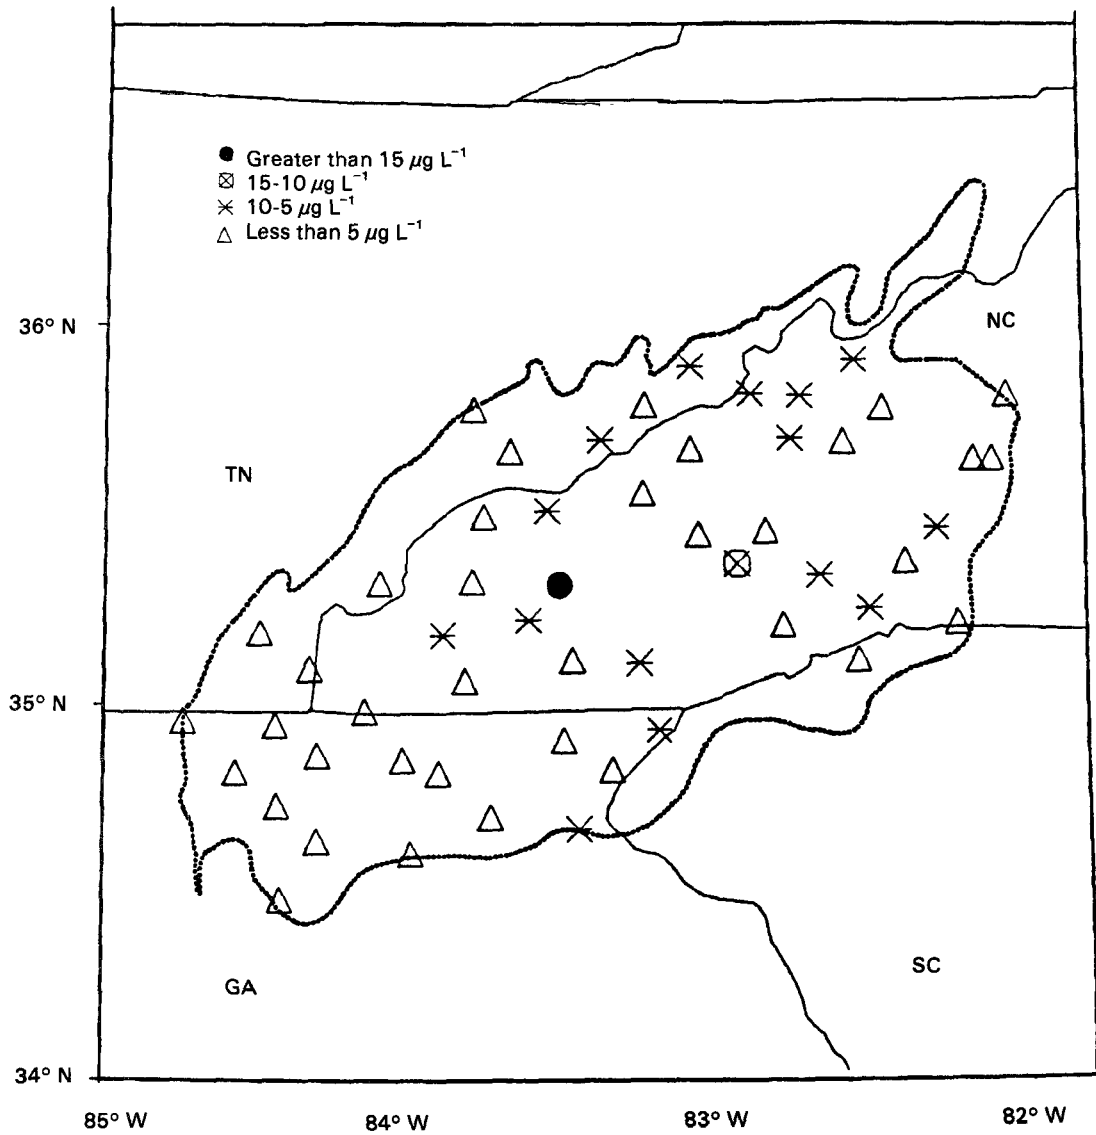 Greater than 15 µg L⁻¹
15-10 µg L⁻¹
10-5 µg L⁻¹
Less than 5 µg L⁻¹
36° N
NC
TN
35° N
SC
GA
34° N
85° W
84° W
83° W
82° W